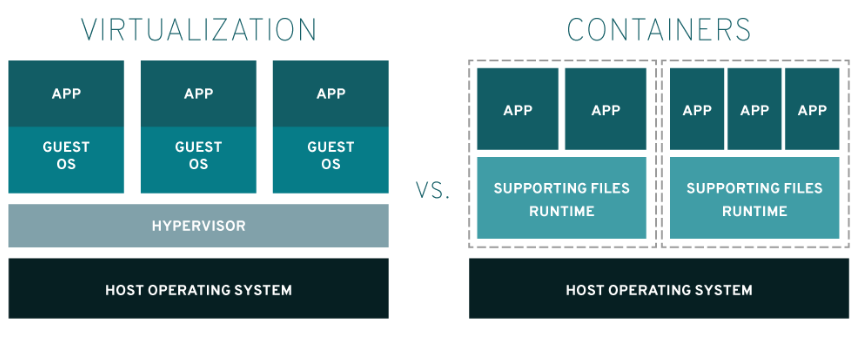 VIRTUALIZATION
APP
APP
APP
GUEST
OS
GUEST
OS
GUEST
OS
HYPERVISOR
HOST OPERATING SYSTEM
VS.
CONTAINERS
APP
APP
SUPPORTING FILES
RUNTIME
APP
APP
APP
SUPPORTING FILES
RUNTIME
HOST OPERATING SYSTEM